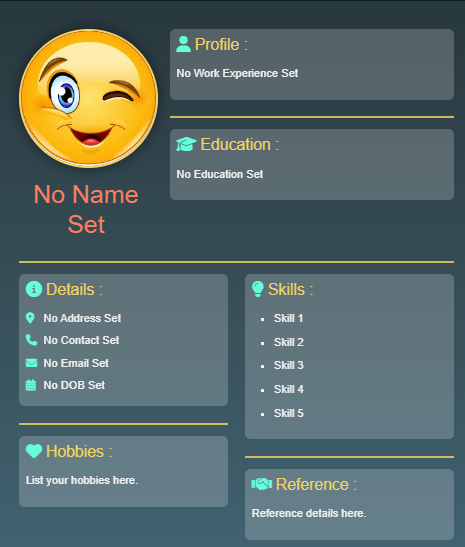 Profile :
No Work Experience Set
Education :
No Education Set
No Name
Set
Details :
No Address Set
No Contact Set
No Email Set
No DOB Set
Hobbies :
List your hobbies here.
Skills :
Skill 1
Skill 2
Skill 3
Skill 4
Skill 5
Reference :
Reference details here.